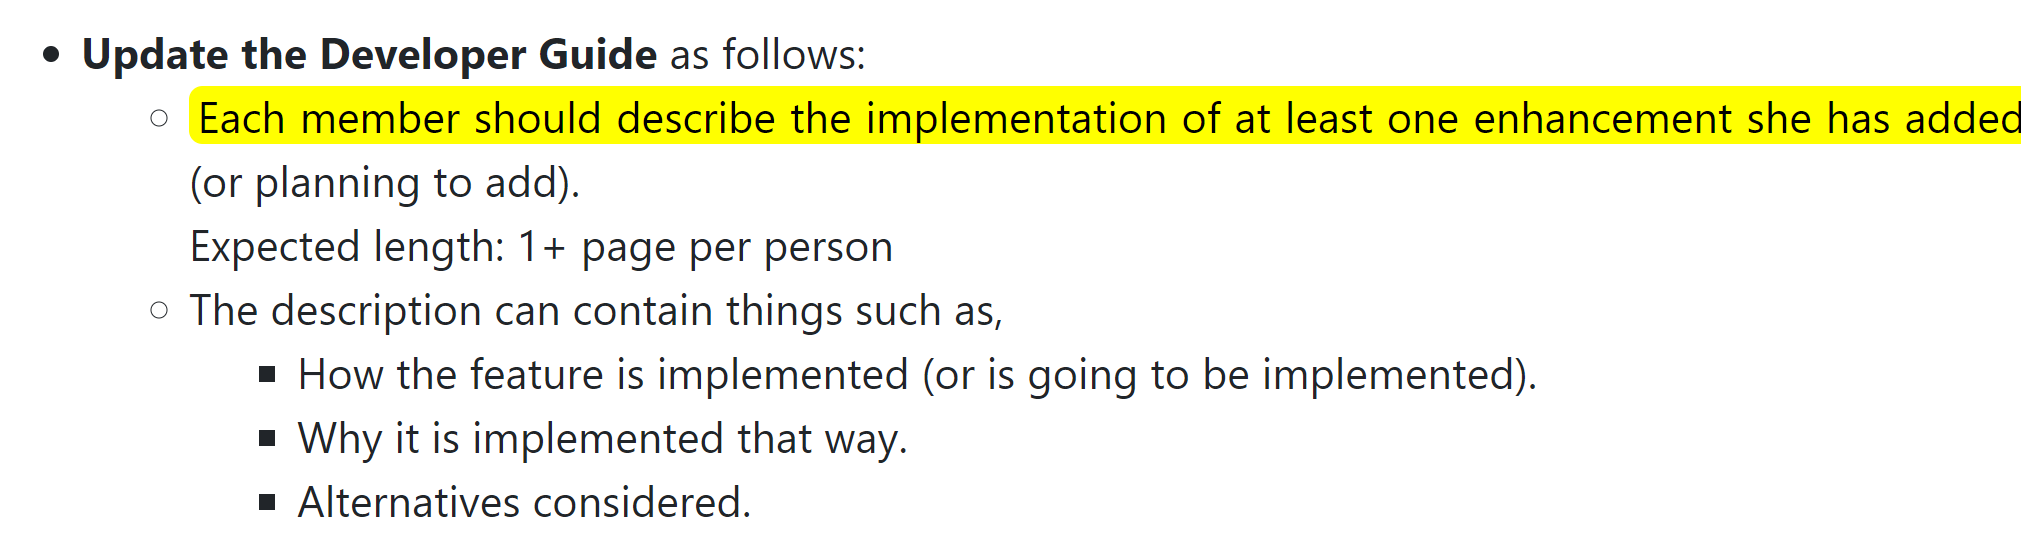 Update the Developer Guide as follows:
Each member should describe the implementation of at least one enhancement she has added
(or planning to add).
Expected length: 1+ page per person
The description can contain things such as,
How the feature is implemented (or is going to be implemented).
Why it is implemented that way.
Alternatives considered.